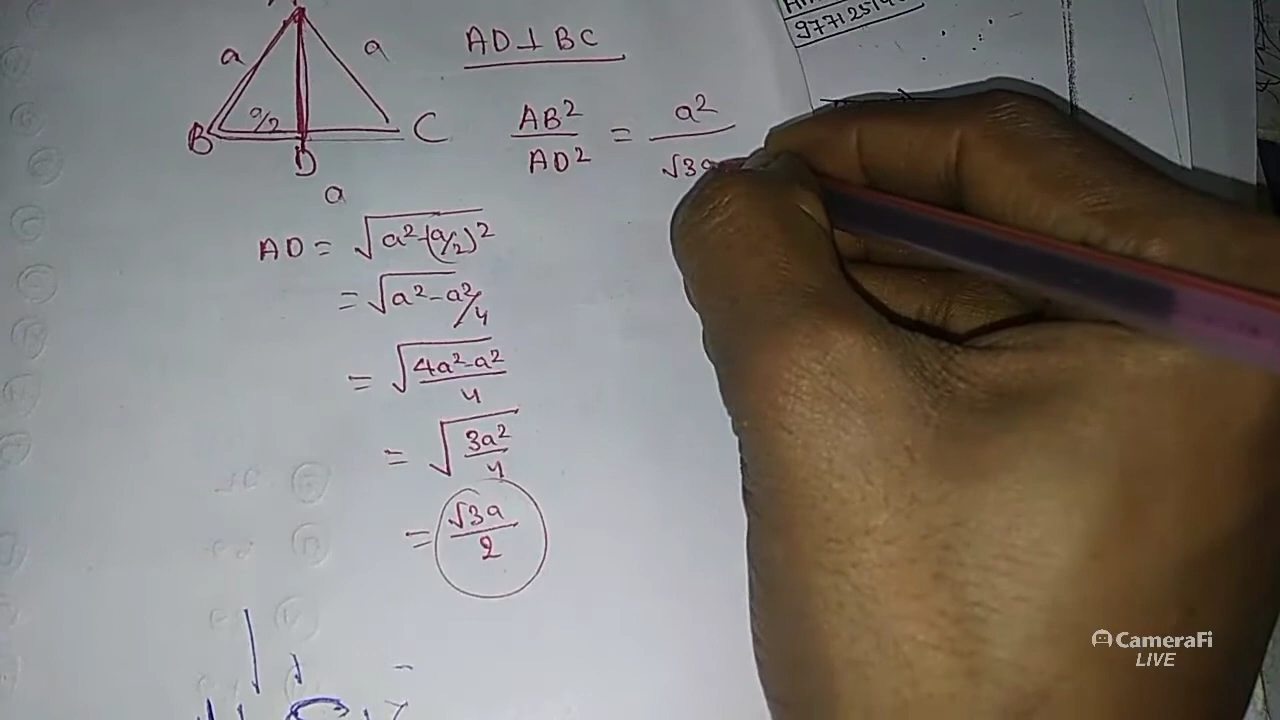 a a AD⊥BC
a/2
B D C
a
AB²/AD² = a²/√3a
AD = √(a²-(a/2)²)
= √(a²-a²/4)
= √((4a²-a²)/4)
= √(3a²/4)
= √3a/2
CameraFi
LIVE